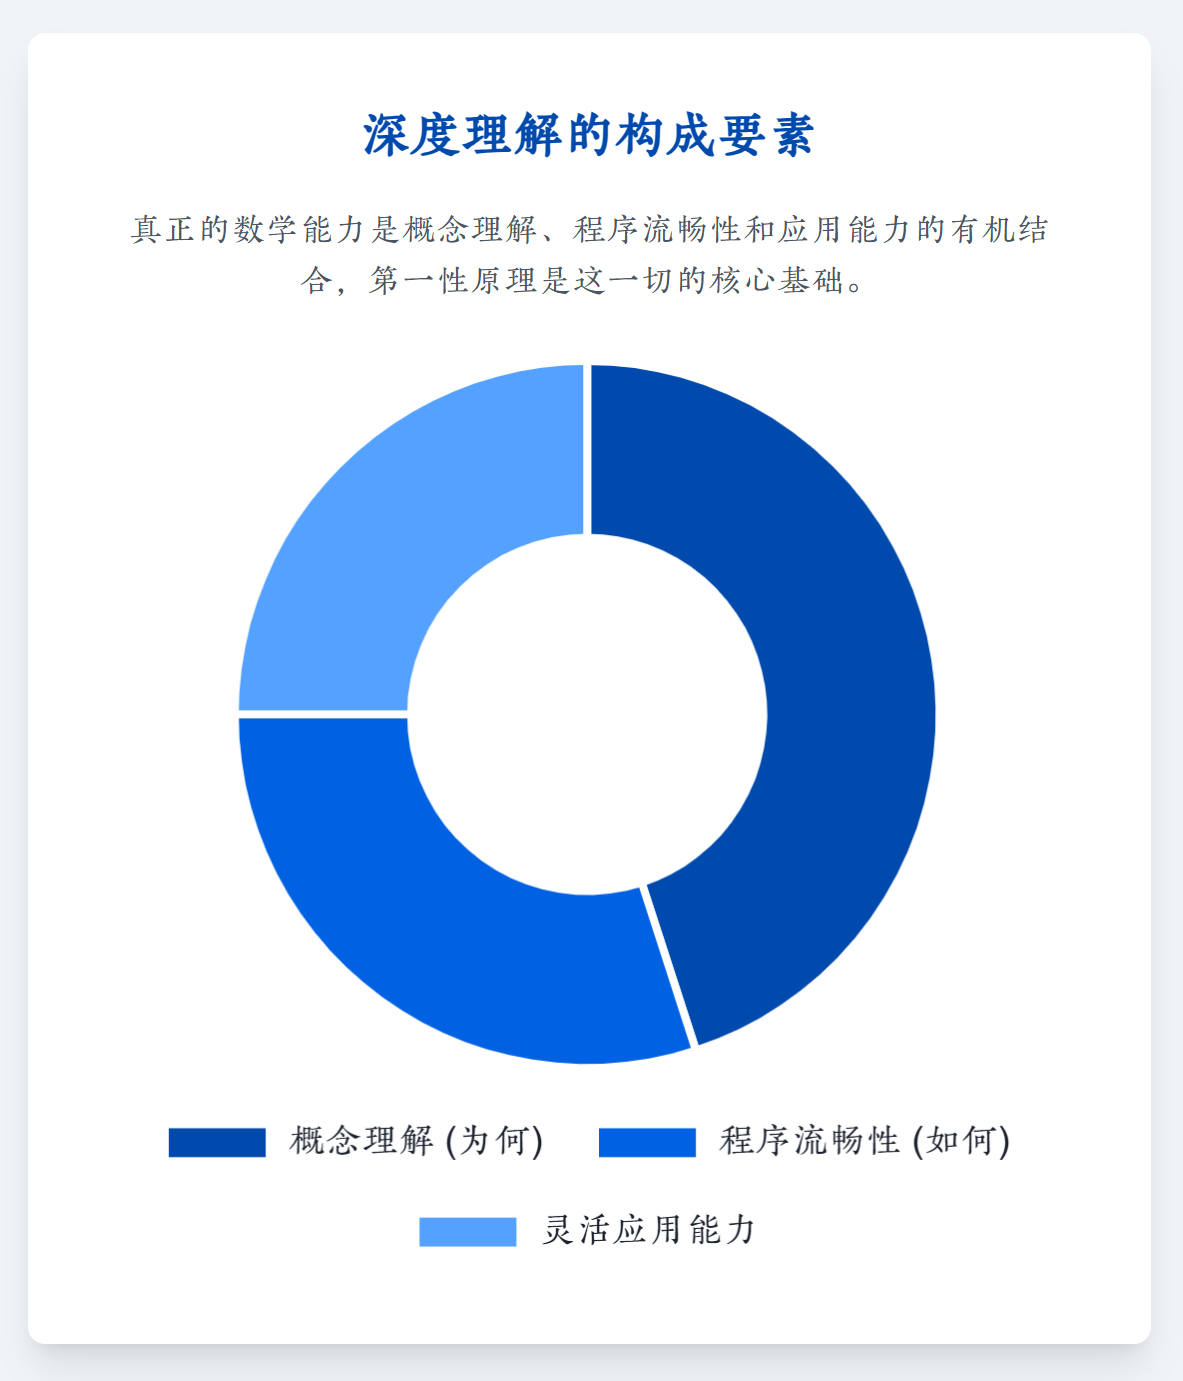 深度理解的构成要素
真正的数学能力是概念理解、程序流畅性和应用能力的有机结
合，第一性原理是这一切的核心基础。
概念理解 (为何)
程序流畅性 (如何)
灵活应用能力